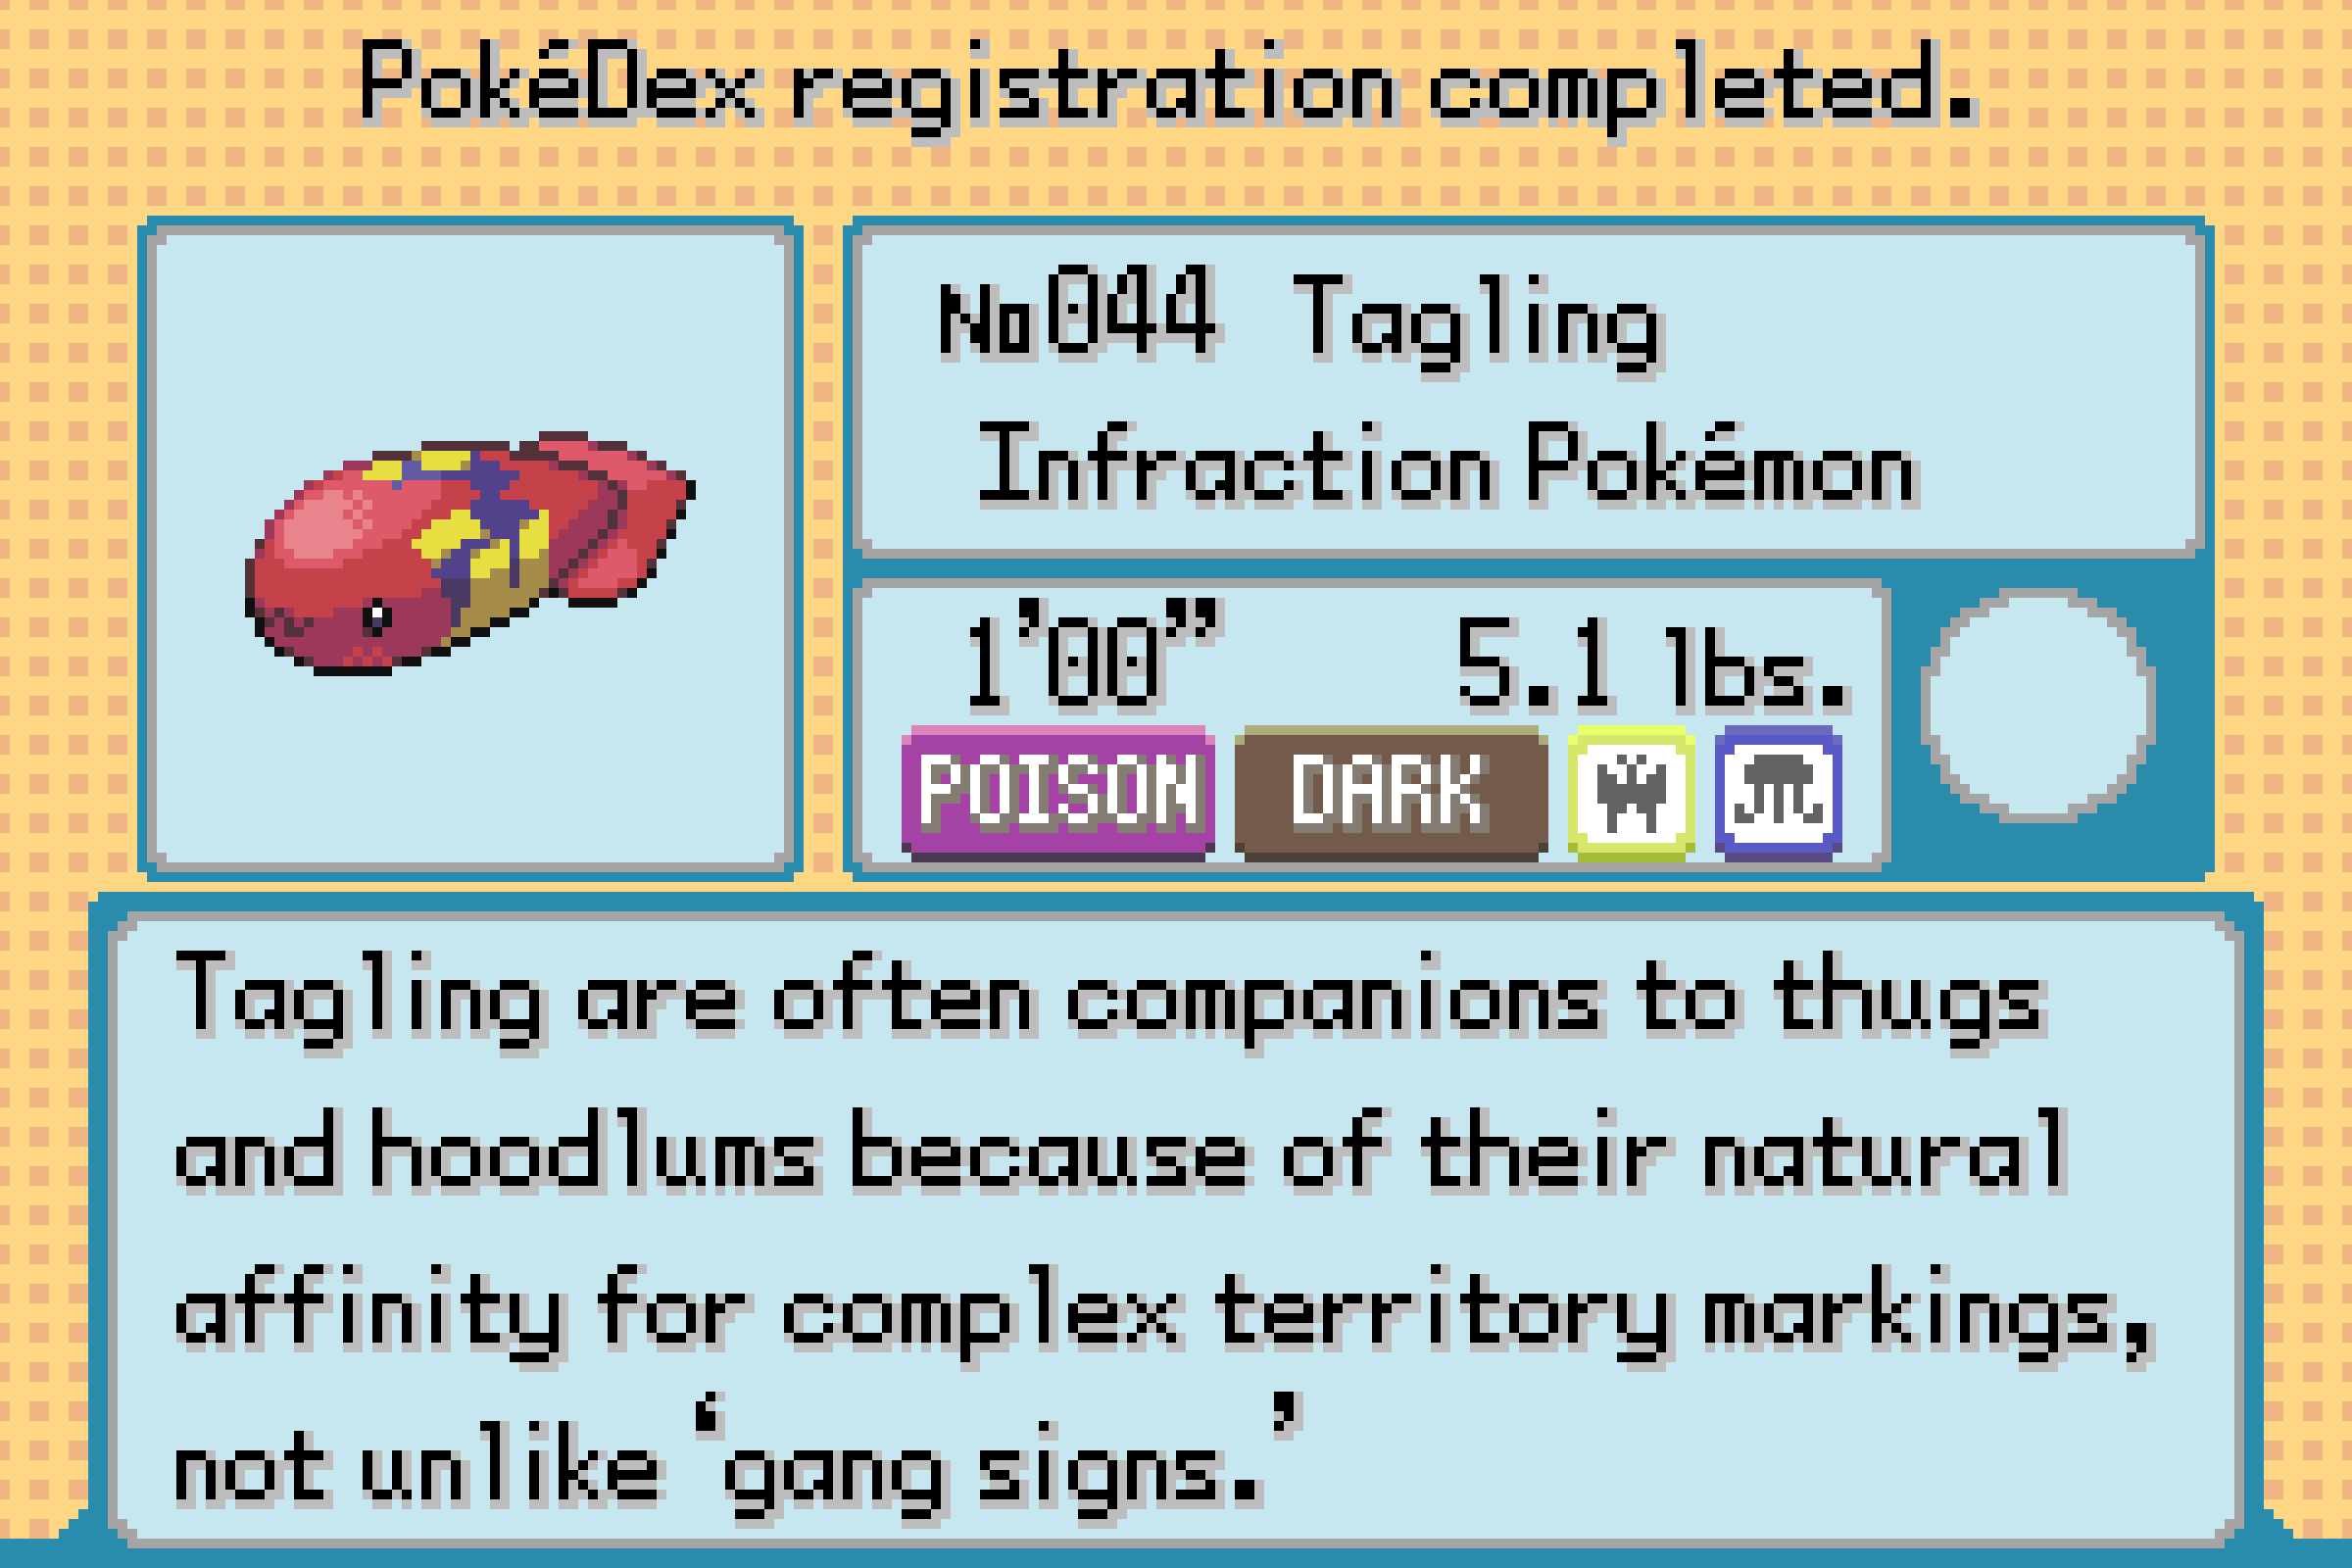 PokéDex registration completed.
№044 Tagling
Infraction Pokémon
1’00” 5.1 lbs.
POISON DARK
Tagling are often companions to thugs
and hoodlums because of their natural
affinity for complex territory markings,
not unlike ‘gang signs.’